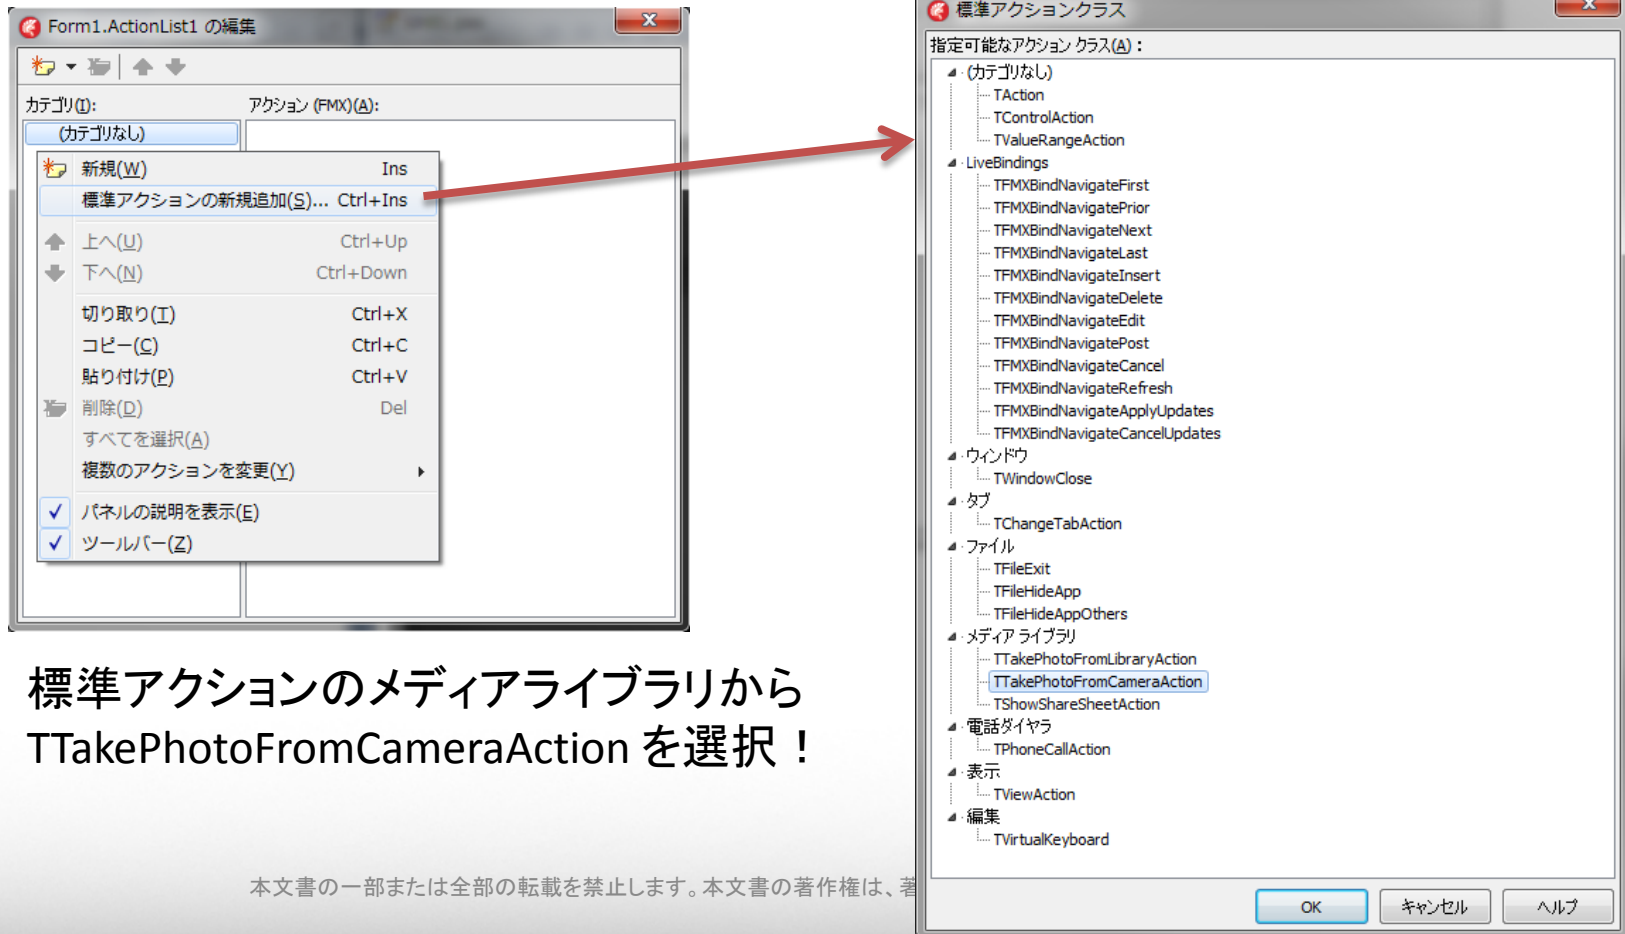 Form1.ActionList1 の編集
カテゴリ(I):
アクション (FMX)(A):
(カテゴリなし)
新規(W) Ins
標準アクションの新規追加(S)... Ctrl+Ins
上へ(U) Ctrl+Up
下へ(N) Ctrl+Down
切り取り(T) Ctrl+X
コピー(C) Ctrl+C
貼り付け(P) Ctrl+V
削除(D) Del
すべてを選択(A)
複数のアクションを変更(Y)
パネルの説明を表示(E)
ツールバー(Z)
標準アクションのメディアライブラリから
TTakePhotoFromCameraAction を選択！
標準アクションクラス
指定可能なアクション クラス(A)：
(カテゴリなし)
TAction
TControlAction
TValueRangeAction
LiveBindings
TFMXBindNavigateFirst
TFMXBindNavigatePrior
TFMXBindNavigateNext
TFMXBindNavigateLast
TFMXBindNavigateInsert
TFMXBindNavigateDelete
TFMXBindNavigateEdit
TFMXBindNavigatePost
TFMXBindNavigateCancel
TFMXBindNavigateRefresh
TFMXBindNavigateApplyUpdates
TFMXBindNavigateCancelUpdates
ウィンドウ
TWindowClose
タブ
TChangeTabAction
ファイル
TFileExit
TFileHideApp
TFileHideAppOthers
メディア ライブラリ
TTakePhotoFromLibraryAction
TTakePhotoFromCameraAction
TShowShareSheetAction
電話ダイヤラ
TPhoneCallAction
表示
TViewAction
編集
TVirtualKeyboard
OK
キャンセル
ヘルプ
本文書の一部または全部の転載を禁止します。本文書の著作権は、著